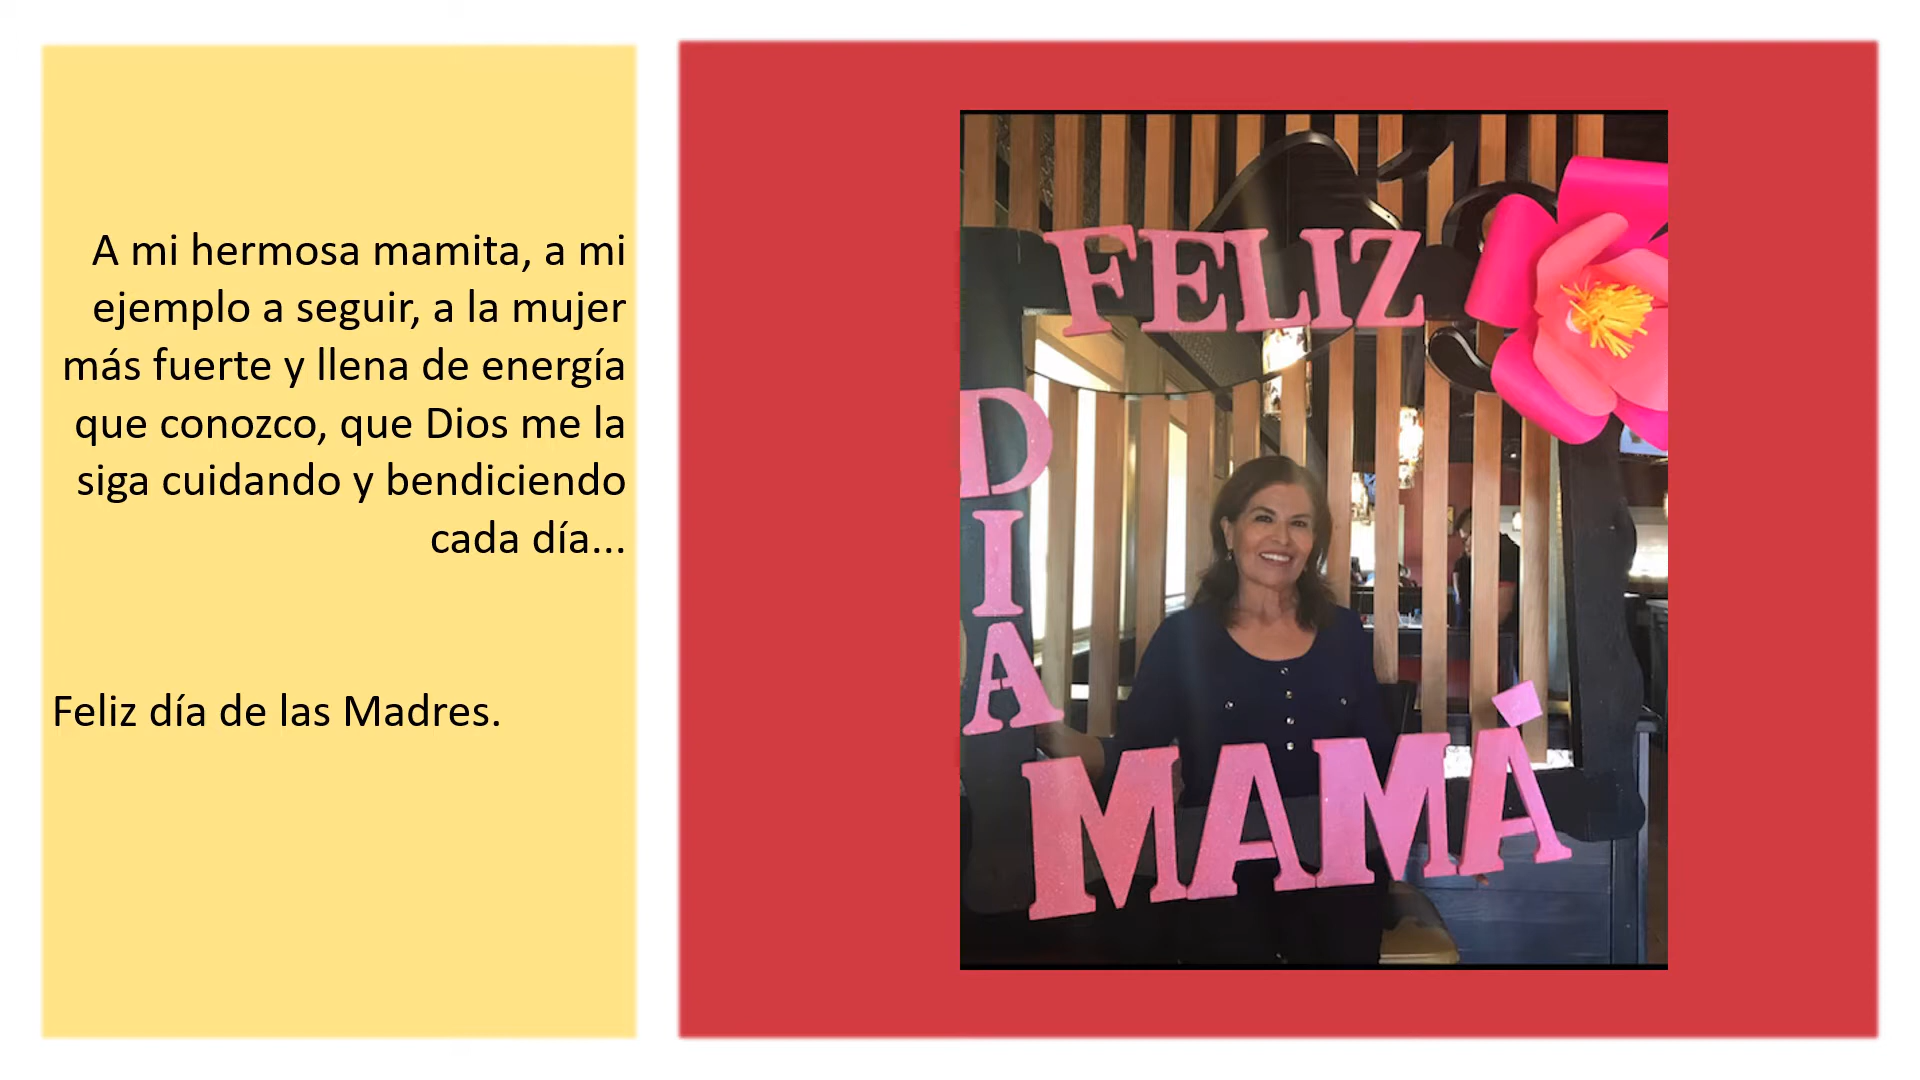 A mi hermosa mamita, a mi
ejemplo a seguir, a la mujer
más fuerte y llena de energía
que conozco, que Dios me la
siga cuidando y bendiciendo
cada día...
Feliz día de las Madres.
FELIZ
DIA
MAMÁ